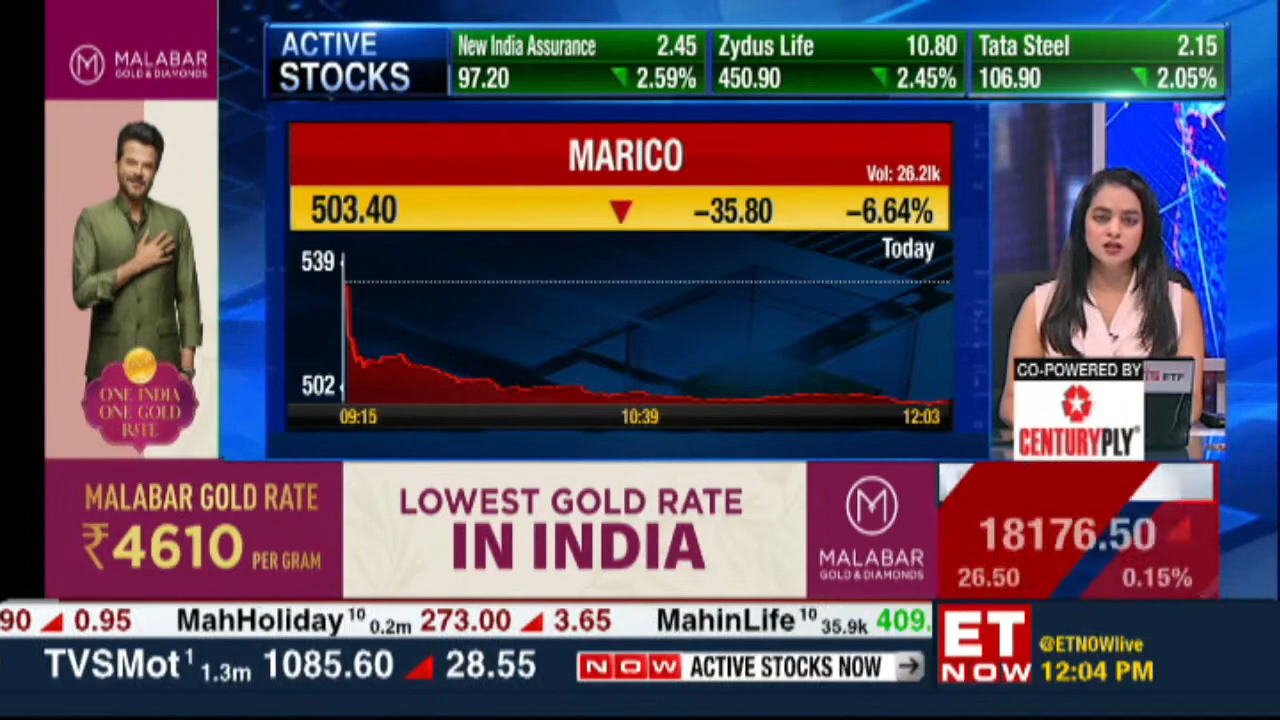 MALABAR
GOLD & DIAMONDS
ACTIVE
STOCKS
New India Assurance 2.45
97.20 2.59%
Zydus Life 10.80
450.90 2.45%
Tata Steel 2.15
106.90 2.05%
MARICO
Vol: 26.2lk
503.40 -35.80 -6.64%
Today
539
502
09:15 10:39 12:03
ONE INDIA
ONE GOLD
RATE
CO-POWERED BY
ETF
CENTURYPLY
MALABAR GOLD RATE
₹4610 PER GRAM
LOWEST GOLD RATE
IN INDIA
MALABAR
GOLD & DIAMONDS
18176.50
26.50 0.15%
90 0.95 MahHoliday 10 0.2m 273.00 3.65 MahinLife 10 35.9k 409.
TVSMot 1 1.3m 1085.60 28.55
NOW ACTIVE STOCKS NOW
ET
NOW
@ETNOWlive
12:04 PM